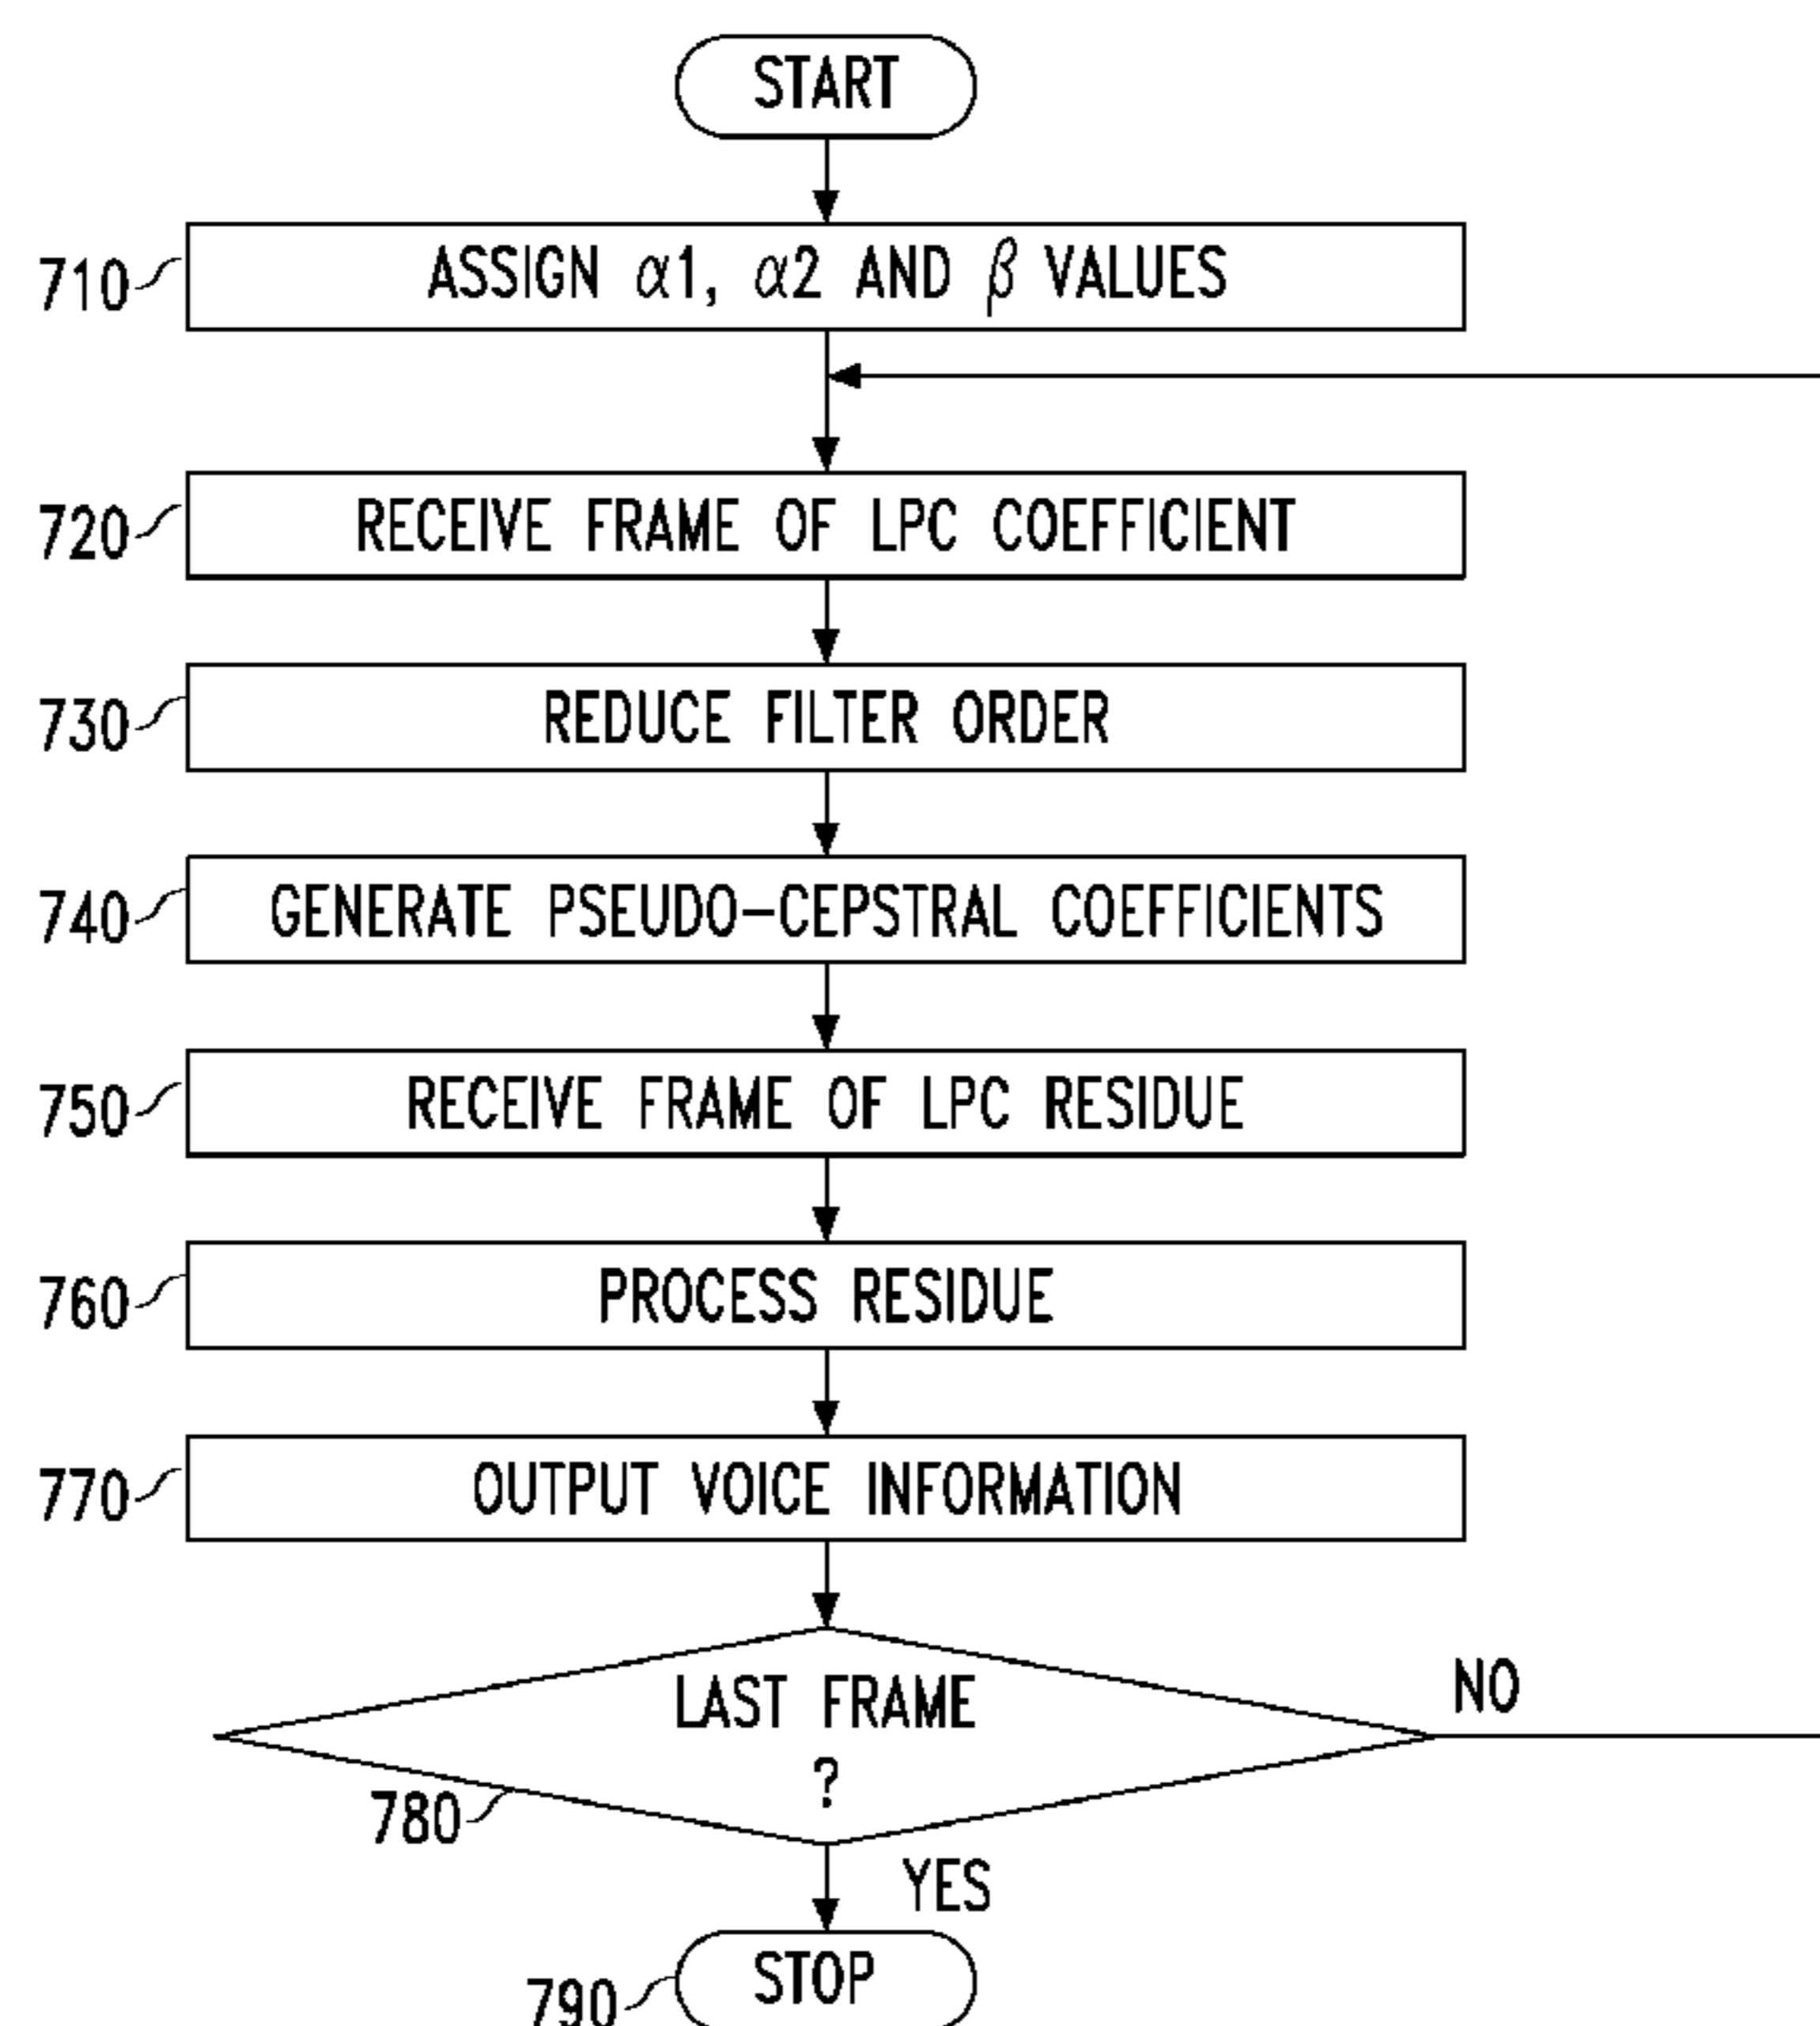 START
710
ASSIGN α1, α2 AND β VALUES
720
RECEIVE FRAME OF LPC COEFFICIENT
730
REDUCE FILTER ORDER
740
GENERATE PSEUDO-CEPSTRAL COEFFICIENTS
750
RECEIVE FRAME OF LPC RESIDUE
760
PROCESS RESIDUE
770
OUTPUT VOICE INFORMATION
LAST FRAME
?
NO
780
YES
STOP
790